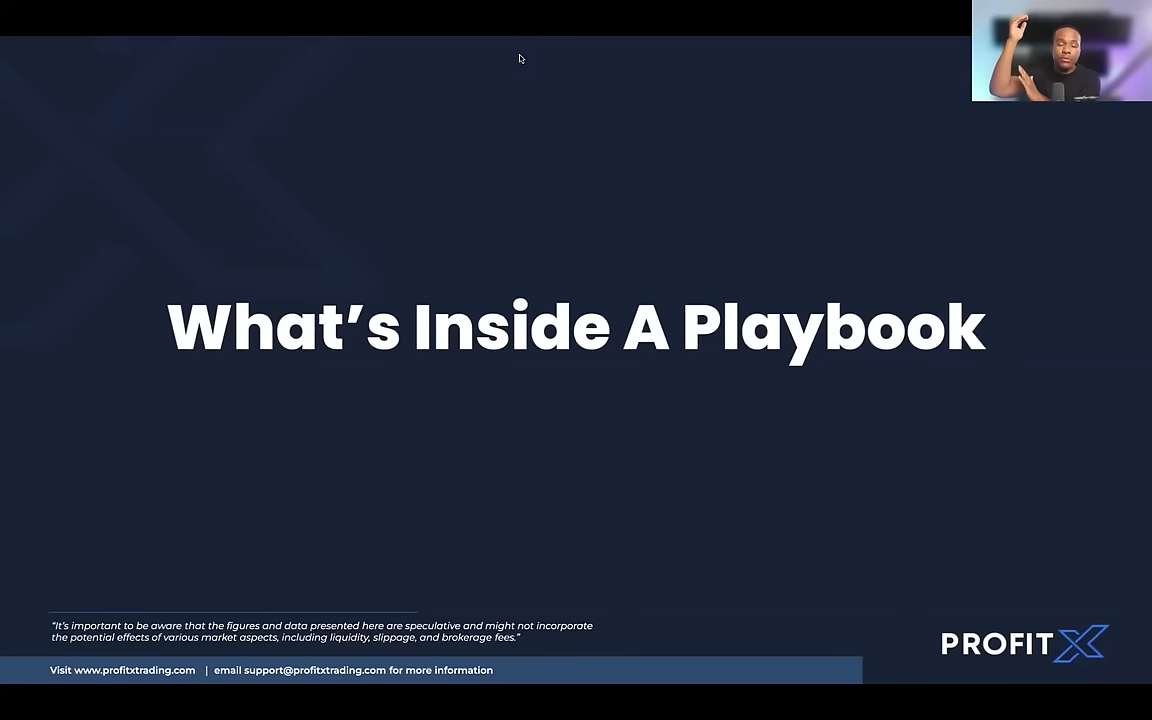 What’s Inside A Playbook
“It’s important to be aware that the figures and data presented here are speculative and might not incorporate
the potential effects of various market aspects, including liquidity, slippage, and brokerage fees.”
PROFITX
Visit www.profitxtrading.com | email support@profitxtrading.com for more information